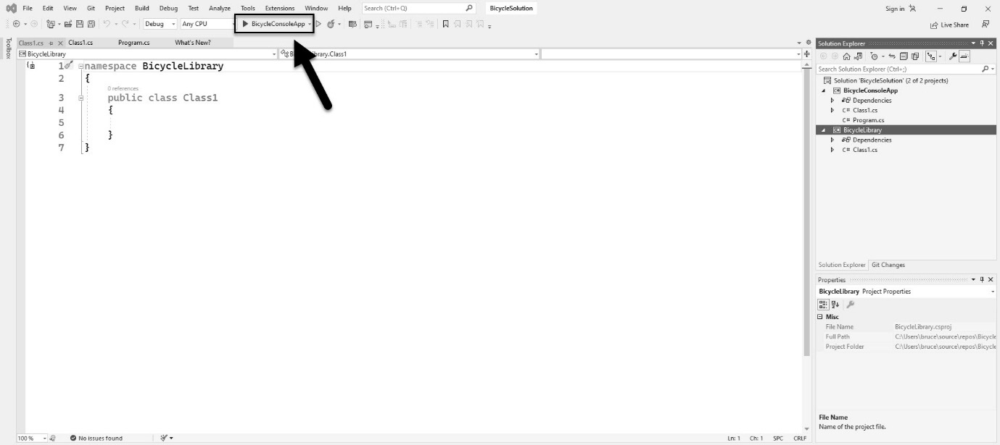 File Edit View Git Project Build Debug Test Analyze Tools Extensions Window Help Search (Ctrl+Q) BicycleSolution Sign in
Debug Any CPU BicycleConsoleApp Live Share
Toolbox
Class1.cs Class1.cs Program.cs What's New?
BicycleLibrary Library.Class1
1 namespace BicycleLibrary
2 {
0 references
3 public class Class1
4 {
5
6 }
7 }
100 % No issues found Ln: 1 Ch: 1 SPC CRLF
Solution Explorer
Search Solution Explorer (Ctrl+;)
Solution 'BicycleSolution' (2 of 2 projects)
BicycleConsoleApp
Dependencies
C# Class1.cs
C# Program.cs
BicycleLibrary
Dependencies
C# Class1.cs
Solution Explorer Git Changes
Properties
BicycleLibrary Project Properties
Misc
File Name BicycleLibrary.csproj
Full Path C:\Users\bruce\source\repos\Bicycle
Project Folder C:\Users\bruce\source\repos\Bicycle
File Name
Name of the project file.